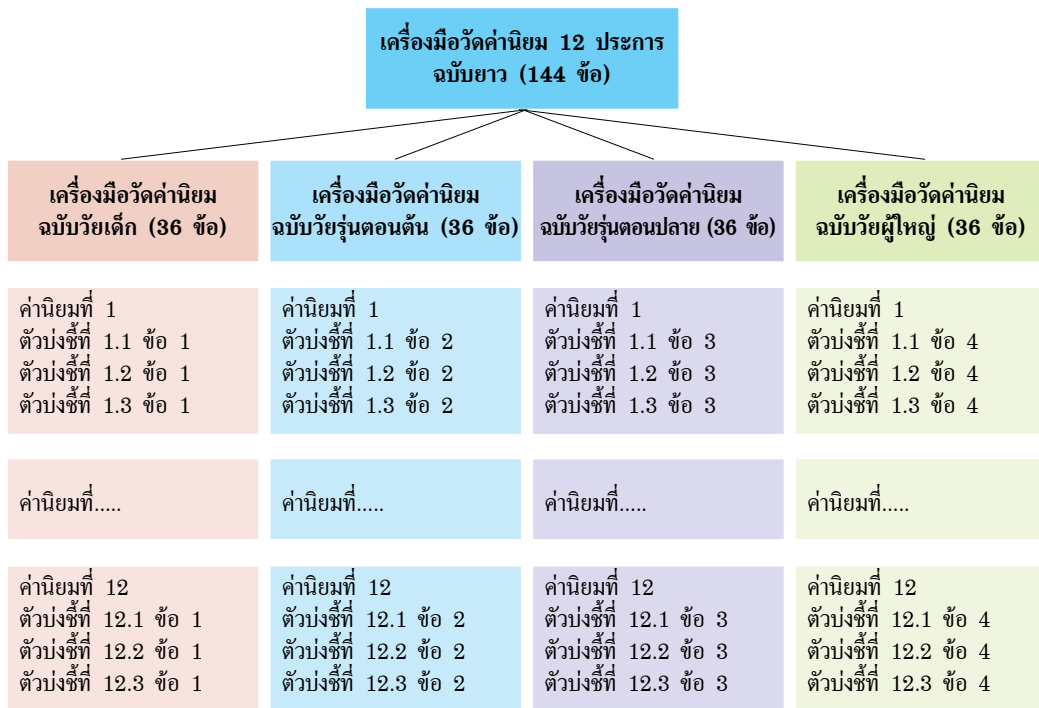 เครื่องมือวัดค่านิยม 12 ประการ
ฉบับยาว (144 ข้อ)
เครื่องมือวัดค่านิยม
ฉบับวัยเด็ก (36 ข้อ)
เครื่องมือวัดค่านิยม
ฉบับวัยรุ่นตอนต้น (36 ข้อ)
เครื่องมือวัดค่านิยม
ฉบับวัยรุ่นตอนปลาย (36 ข้อ)
เครื่องมือวัดค่านิยม
ฉบับวัยผู้ใหญ่ (36 ข้อ)
ค่านิยมที่ 1
ตัวบ่งชี้ที่ 1.1 ข้อ 1
ตัวบ่งชี้ที่ 1.2 ข้อ 1
ตัวบ่งชี้ที่ 1.3 ข้อ 1
ค่านิยมที่ 1
ตัวบ่งชี้ที่ 1.1 ข้อ 2
ตัวบ่งชี้ที่ 1.2 ข้อ 2
ตัวบ่งชี้ที่ 1.3 ข้อ 2
ค่านิยมที่ 1
ตัวบ่งชี้ที่ 1.1 ข้อ 3
ตัวบ่งชี้ที่ 1.2 ข้อ 3
ตัวบ่งชี้ที่ 1.3 ข้อ 3
ค่านิยมที่ 1
ตัวบ่งชี้ที่ 1.1 ข้อ 4
ตัวบ่งชี้ที่ 1.2 ข้อ 4
ตัวบ่งชี้ที่ 1.3 ข้อ 4
ค่านิยมที่.....
ค่านิยมที่.....
ค่านิยมที่.....
ค่านิยมที่.....
ค่านิยมที่ 12
ตัวบ่งชี้ที่ 12.1 ข้อ 1
ตัวบ่งชี้ที่ 12.2 ข้อ 1
ตัวบ่งชี้ที่ 12.3 ข้อ 1
ค่านิยมที่ 12
ตัวบ่งชี้ที่ 12.1 ข้อ 2
ตัวบ่งชี้ที่ 12.2 ข้อ 2
ตัวบ่งชี้ที่ 12.3 ข้อ 2
ค่านิยมที่ 12
ตัวบ่งชี้ที่ 12.1 ข้อ 3
ตัวบ่งชี้ที่ 12.2 ข้อ 3
ตัวบ่งชี้ที่ 12.3 ข้อ 3
ค่านิยมที่ 12
ตัวบ่งชี้ที่ 12.1 ข้อ 4
ตัวบ่งชี้ที่ 12.2 ข้อ 4
ตัวบ่งชี้ที่ 12.3 ข้อ 4